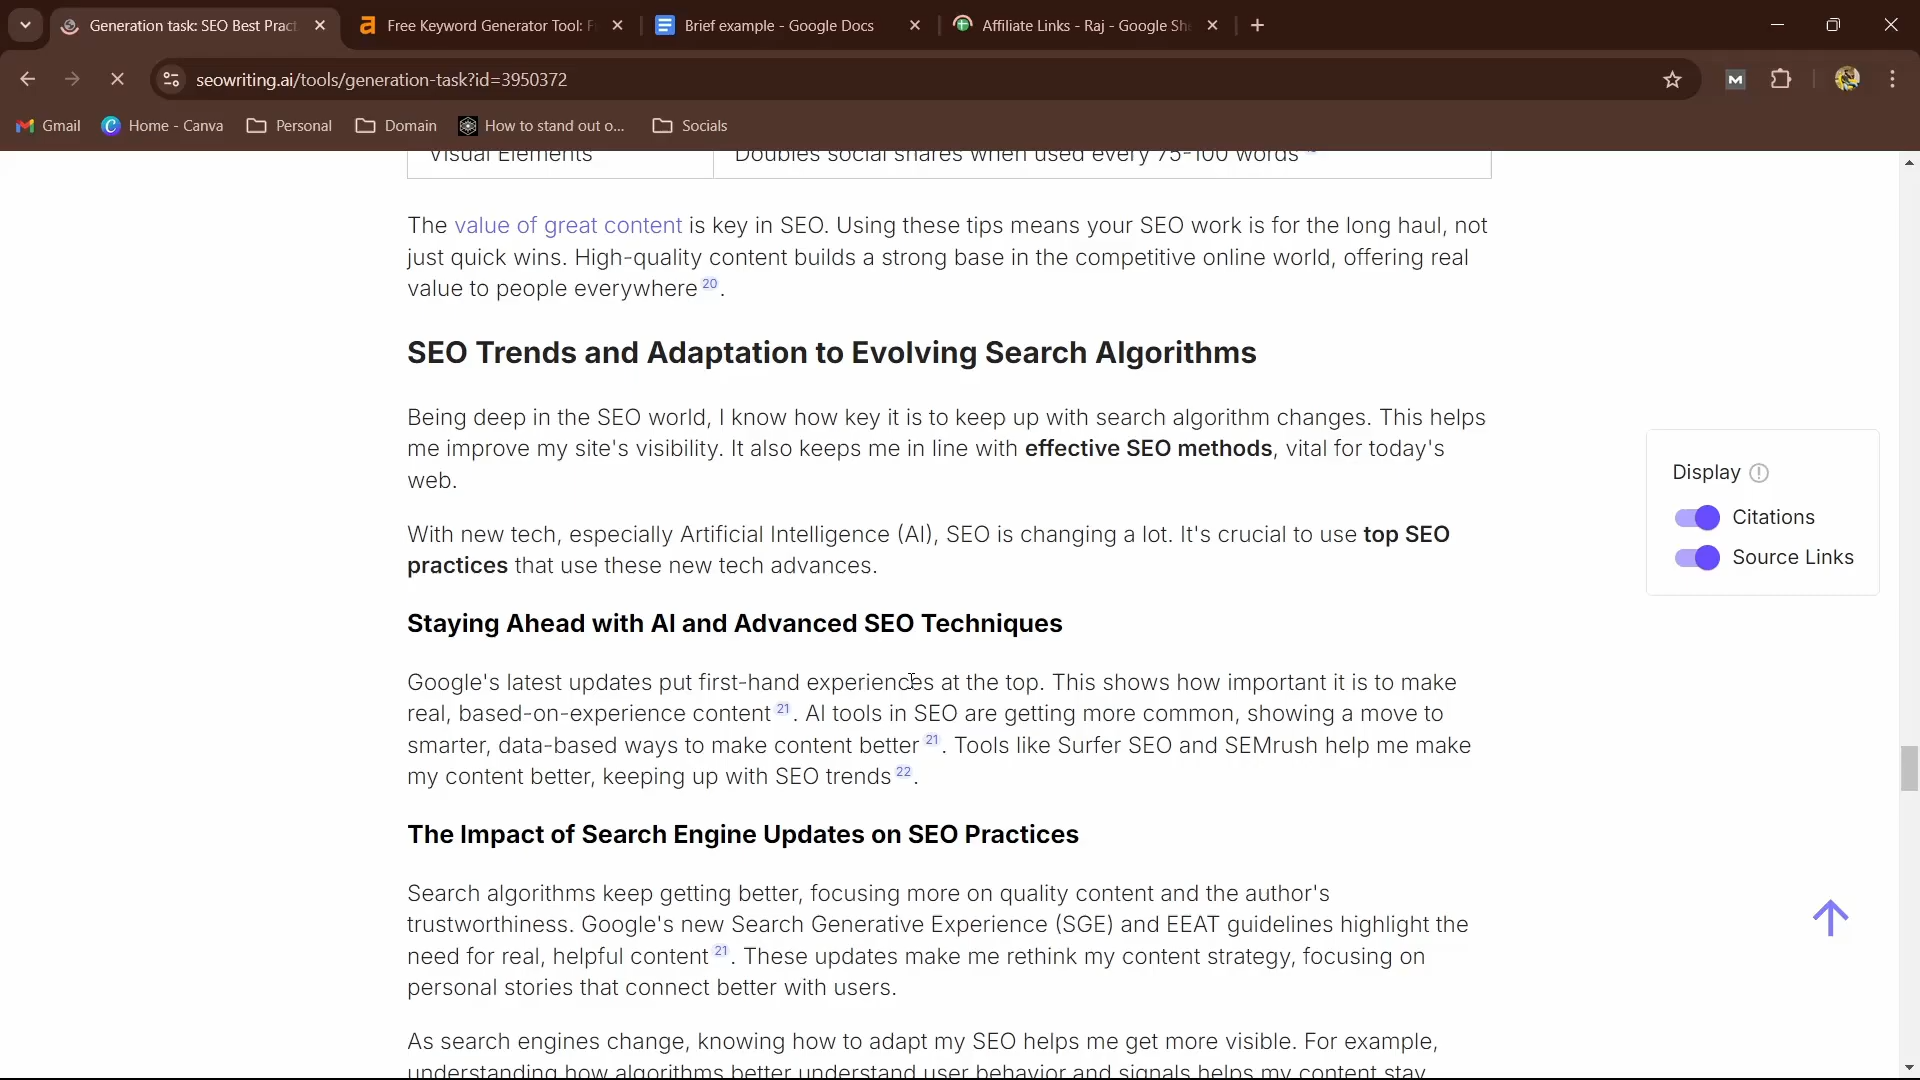 Generation task: SEO Best Pract
Free Keyword Generator Tool: F
Brief example - Google Docs
Affiliate Links - Raj - Google She
seowriting.ai/tools/generation-task?id=3950372
Gmail
Home - Canva
Personal
Domain
How to stand out o...
Socials
Visual Elements
Doubles social shares when used every 75-100 words
The value of great content is key in SEO. Using these tips means your SEO work is for the long haul, not
just quick wins. High-quality content builds a strong base in the competitive online world, offering real
value to people everywhere 20.
SEO Trends and Adaptation to Evolving Search Algorithms
Being deep in the SEO world, I know how key it is to keep up with search algorithm changes. This helps
me improve my site's visibility. It also keeps me in line with effective SEO methods, vital for today's
web.
With new tech, especially Artificial Intelligence (AI), SEO is changing a lot. It's crucial to use top SEO
practices that use these new tech advances.
Staying Ahead with AI and Advanced SEO Techniques
Google's latest updates put first-hand experiences at the top. This shows how important it is to make
real, based-on-experience content 21. AI tools in SEO are getting more common, showing a move to
smarter, data-based ways to make content better 21. Tools like Surfer SEO and SEMrush help me make
my content better, keeping up with SEO trends 22.
The Impact of Search Engine Updates on SEO Practices
Search algorithms keep getting better, focusing more on quality content and the author's
trustworthiness. Google's new Search Generative Experience (SGE) and EEAT guidelines highlight the
need for real, helpful content 21. These updates make me rethink my content strategy, focusing on
personal stories that connect better with users.
As search engines change, knowing how to adapt my SEO helps me get more visible. For example,
understanding how algorithms better understand user behavior and signals helps my content stay
Display
Citations
Source Links